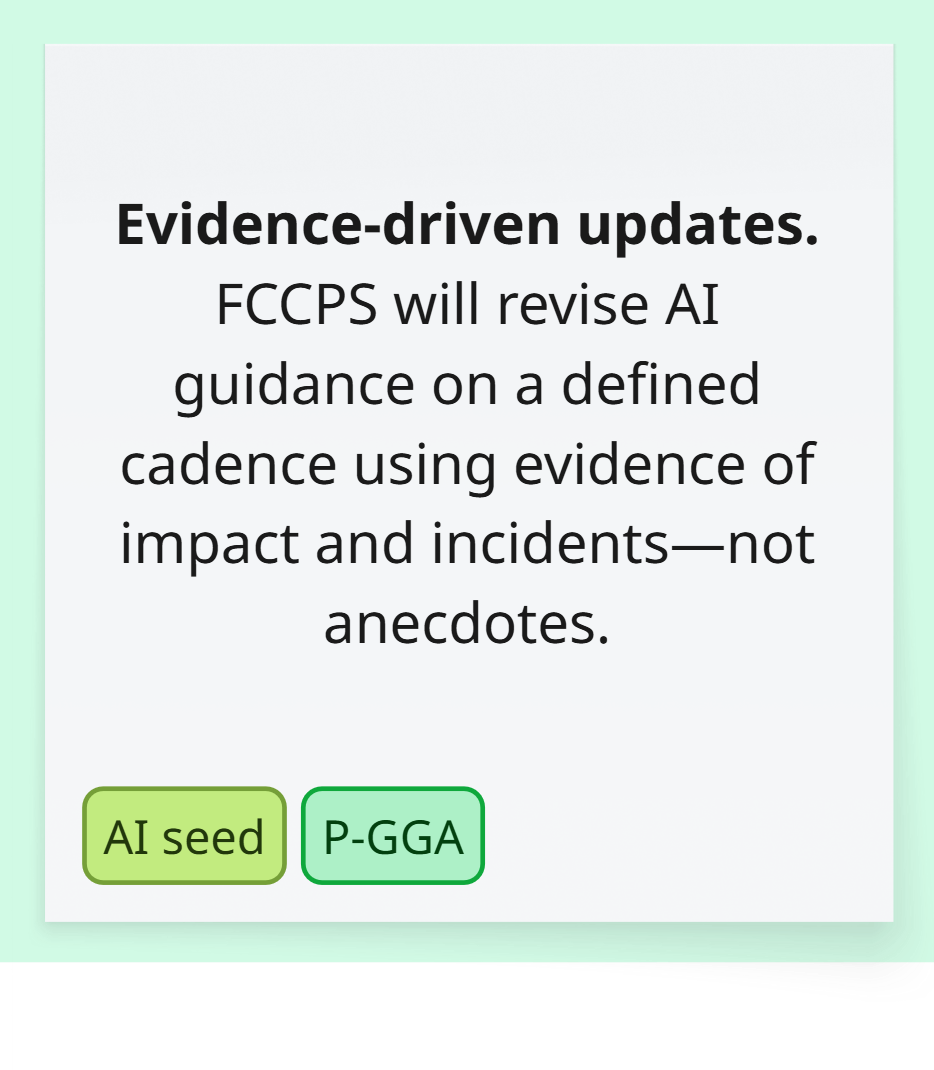 Evidence-driven updates.
FCCPS will revise AI
guidance on a defined
cadence using evidence of
impact and incidents—not
anecdotes.
AI seed P-GGA